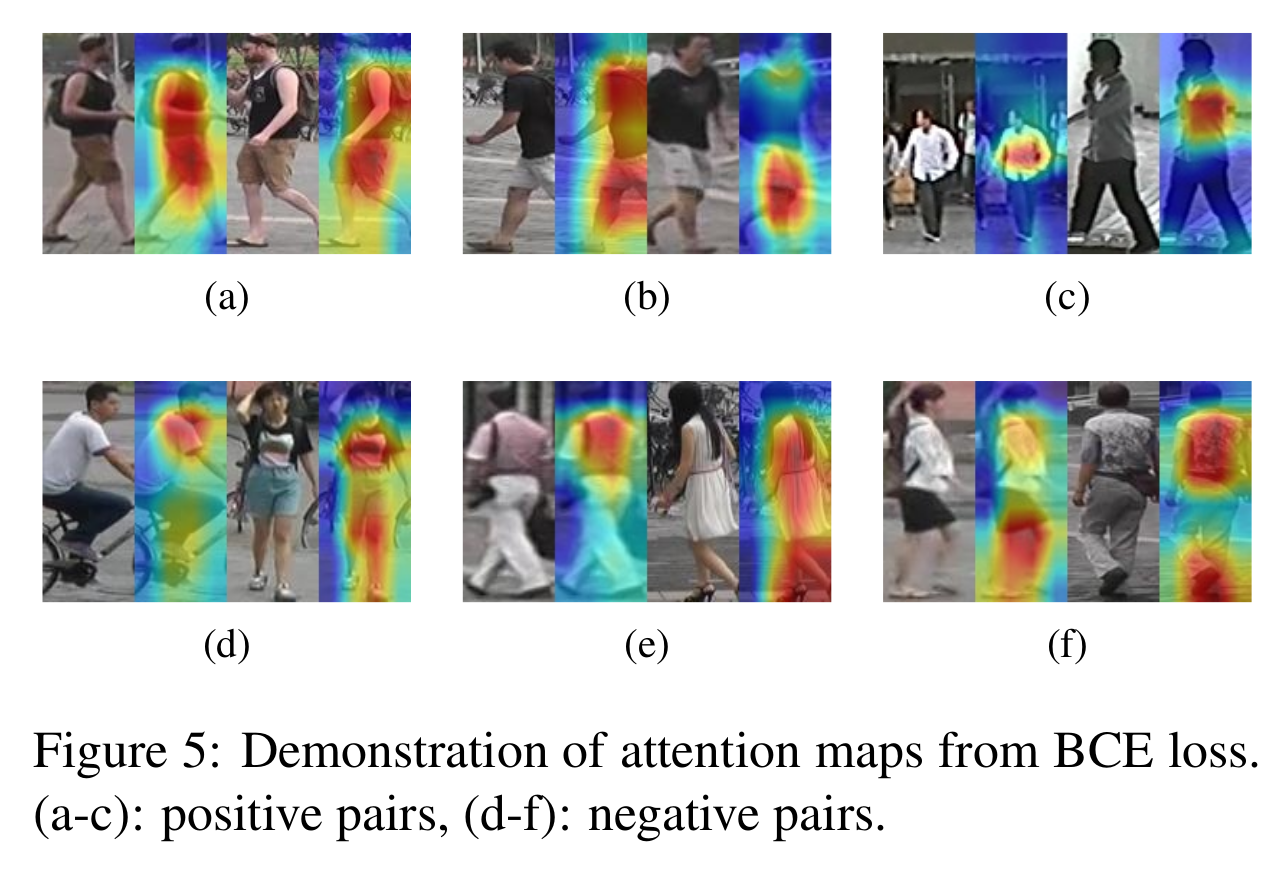 (a)
(b)
(c)
(d)
(e)
(f)
Figure 5: Demonstration of attention maps from BCE loss.
(a-c): positive pairs, (d-f): negative pairs.